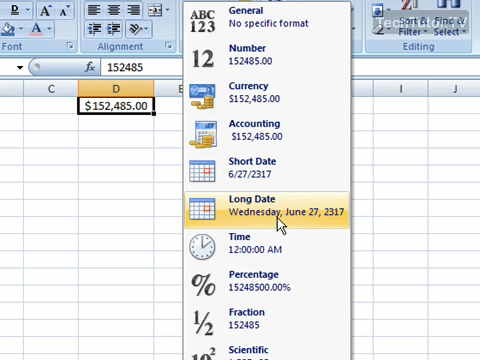 ABC
123
General
No specific format
Sort &
Filter
Find &
Select
Font
Alignment
Editing
12
Number
152485.00
152485
Currency
$152,485.00
C
D
E
I
J
$152,485.00
Accounting
$152,485.00
Short Date
6/27/2317
Long Date
Wednesday, June 27, 2317
Time
12:00:00 AM
%
Percentage
15248500.00%
1/2
Fraction
152485
10²
Scientific